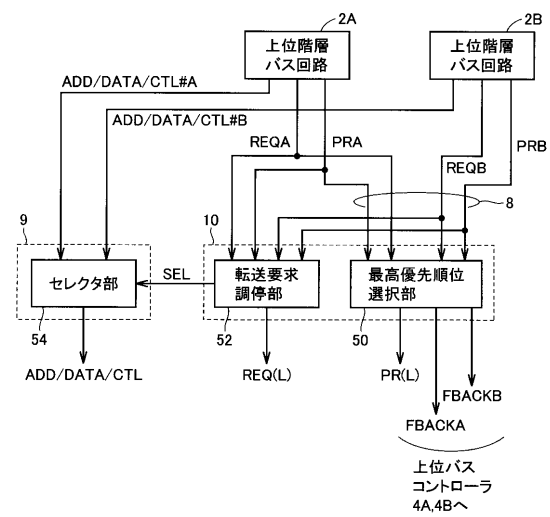 2A
2B
上位階層
バス回路
上位階層
バス回路
ADD/DATA/CTL#A
ADD/DATA/CTL#B
REQA
PRA
REQB
PRB
8
9
10
セレクタ部
SEL
転送要求
調停部
最高優先順位
選択部
54
52
50
ADD/DATA/CTL
REQ(L)
PR(L)
FBACKB
FBACKA
上位バス
コントローラ
4A,4Bへ